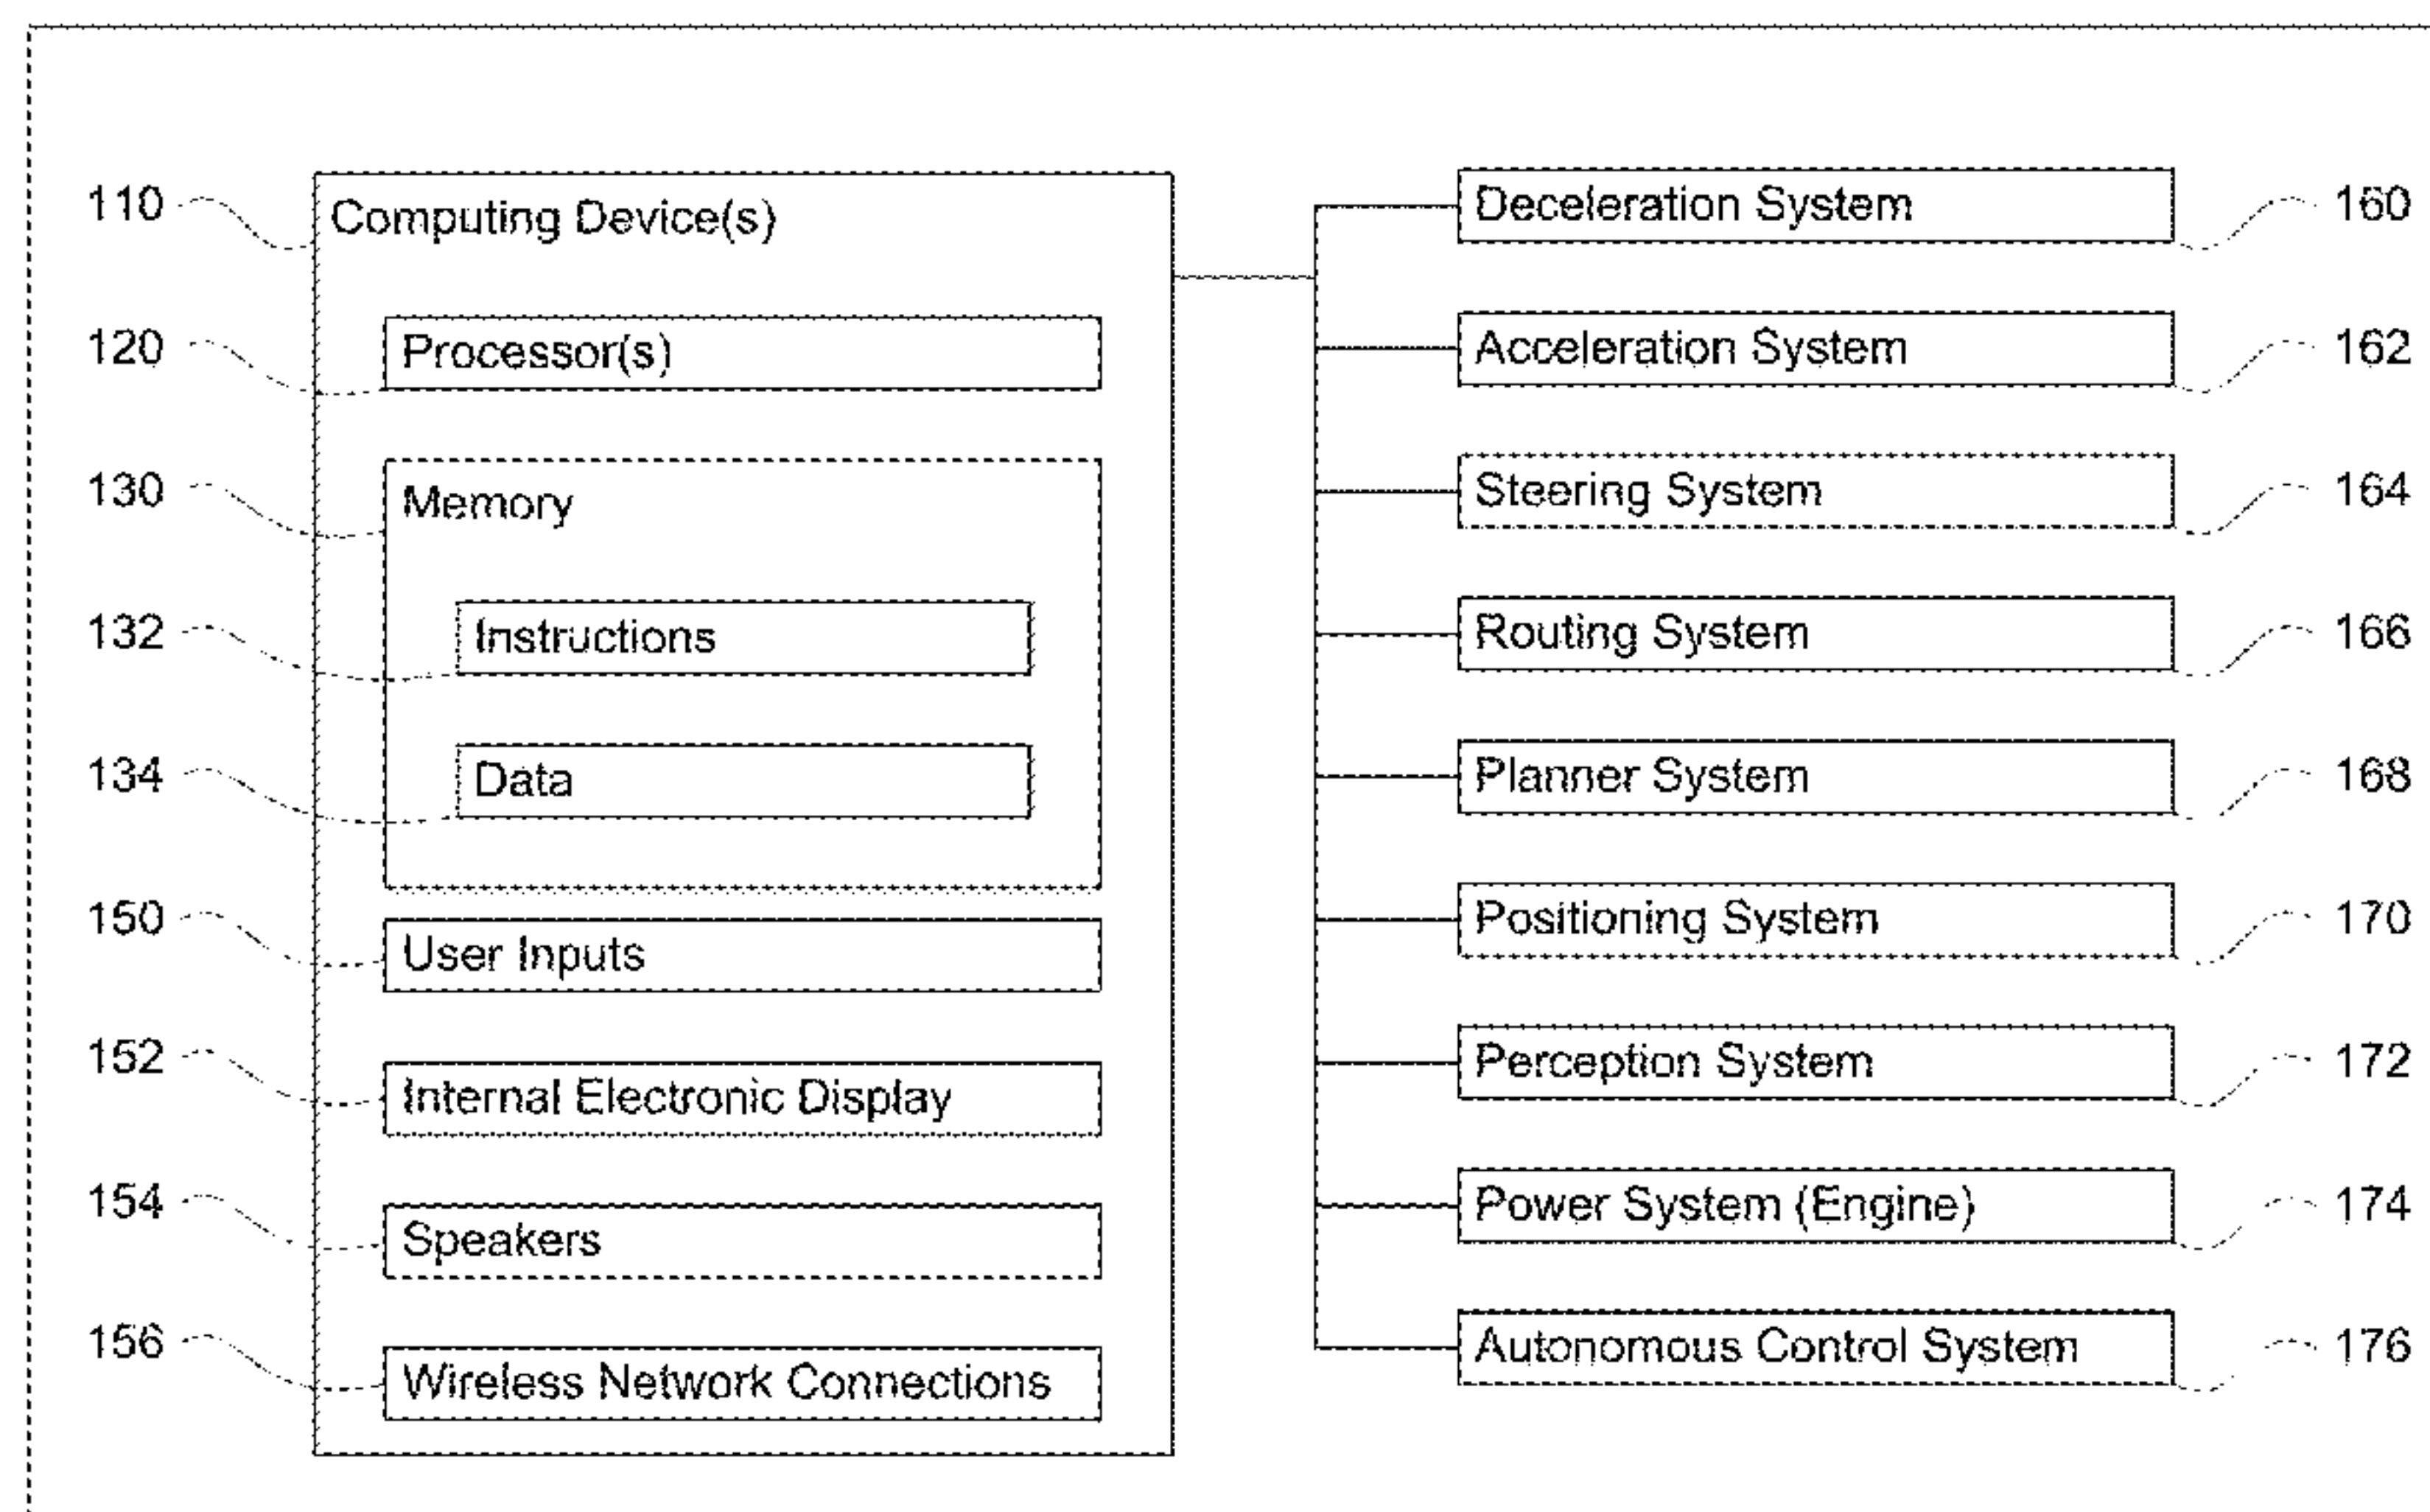 110 Computing Device(s)
120 Processor(s)
130 Memory
132 Instructions
134 Data
150 User Inputs
152 Internal Electronic Display
154 Speakers
156 Wireless Network Connections
Deceleration System 160
Acceleration System 162
Steering System 164
Routing System 166
Planner System 168
Positioning System 170
Perception System 172
Power System (Engine) 174
Autonomous Control System 176